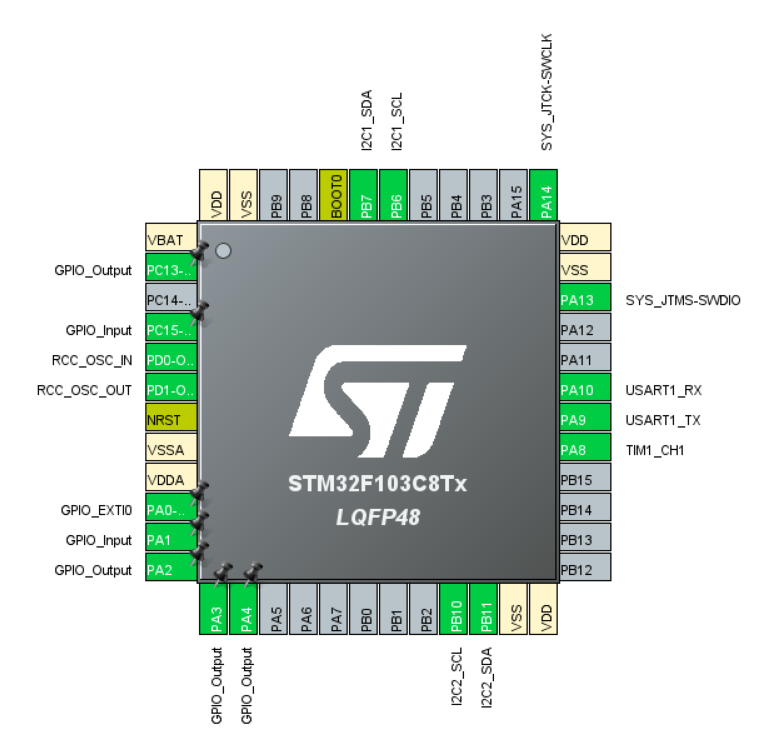 I2C1_SDA
I2C1_SCL
SYS_JTCK-SWCLK
VDD
VSS
PB9
PB8
BOOT0
PB7
PB6
PB5
PB4
PB3
PA15
PA14
VBAT
GPIO_Output PC13-..
PC14-..
GPIO_Input PC15-..
RCC_OSC_IN PD0-O..
RCC_OSC_OUT PD1-O..
NRST
VSSA
VDDA
GPIO_EXTI0 PA0-..
GPIO_Input PA1
GPIO_Output PA2
VDD
VSS
PA13 SYS_JTMS-SWDIO
PA12
PA11
PA10 USART1_RX
PA9 USART1_TX
PA8 TIM1_CH1
PB15
PB14
PB13
PB12
ST
STM32F103C8Tx
LQFP48
PA3
PA4
PA5
PA6
PA7
PB0
PB1
PB2
PB10
PB11
VSS
VDD
GPIO_Output
GPIO_Output
I2C2_SCL
I2C2_SDA